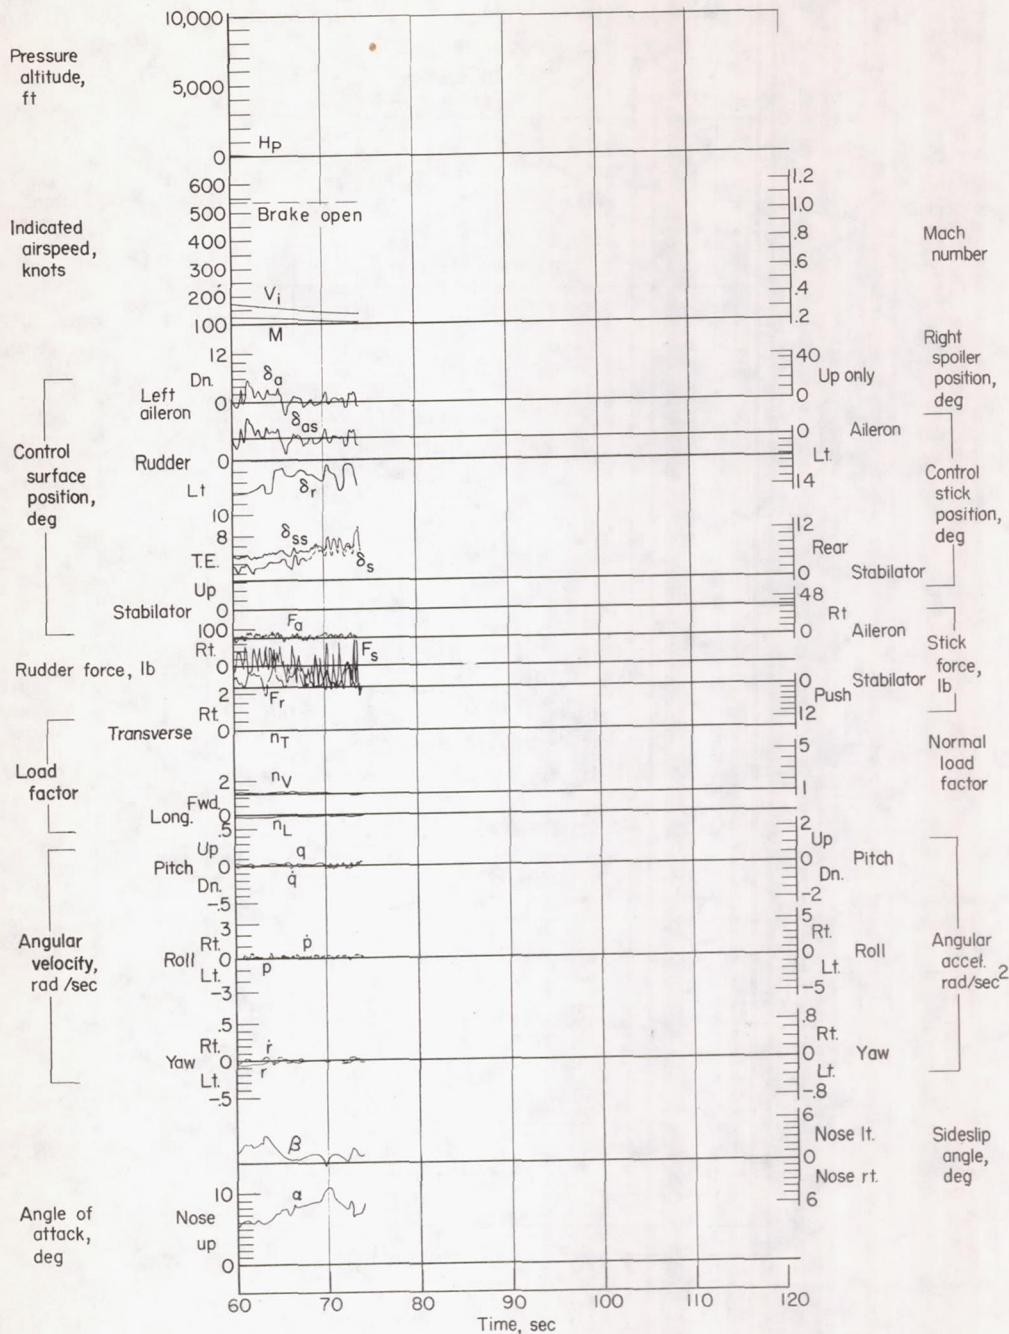 10,000
Pressure
altitude,
ft
5,000
H_P
0
600
Brake open
500
Indicated
airspeed,
knots
400
300
200
V_i
100
M
1.2
1.0
.8
.6
.4
.2
Mach
number
12
Dn.
Left
aileron
0
δ_a
40
Up only
0
Right
spoiler
position,
deg
Control
surface
position,
deg
δ_as
0
Aileron
Lt.
14
Rudder
0
Lt
δ_r
Control
stick
position,
deg
10
8
T.E.
Up
δ_ss
δ_s
12
Rear
0
Stabilator
Stabilator
0
48
Rt
0
Aileron
100
Rt.
0
F_a
F_s
Rudder force, lb
F_r
0
Stabilator
Push
12
Stick
force,
lb
2
Rt.
Transverse
0
n_T
5
1
Normal
load
factor
Load
factor
2
n_V
Fwd.
Long.
0
n_L
.5
Up
Pitch
0
Dn.
-.5
q
q̇
2
Up
0
Dn.
-2
Pitch
Angular
velocity,
rad/sec
3
Rt.
Roll
0
Lt.
-3
ṗ
p
5
Rt.
0
Lt.
-5
Roll
Angular
accel.
rad/sec²
.5
Rt.
Yaw
0
Lt.
-.5
ṙ
r
.8
Rt.
0
Lt.
-.8
Yaw
β
6
Nose lt.
0
Nose rt.
6
Sideslip
angle,
deg
Angle of
attack,
deg
10
Nose
up
0
α
60 70 80 90 100 110 120
Time, sec